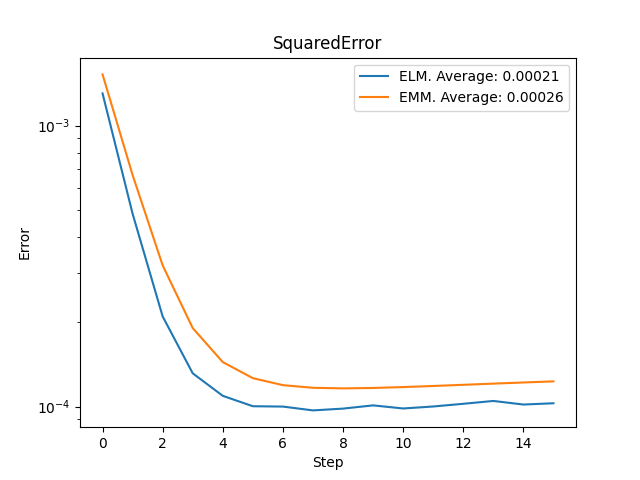 SquaredError
ELM. Average: 0.00021
EMM. Average: 0.00026
10⁻³
10⁻⁴
Error
0 2 4 6 8 10 12 14
Step